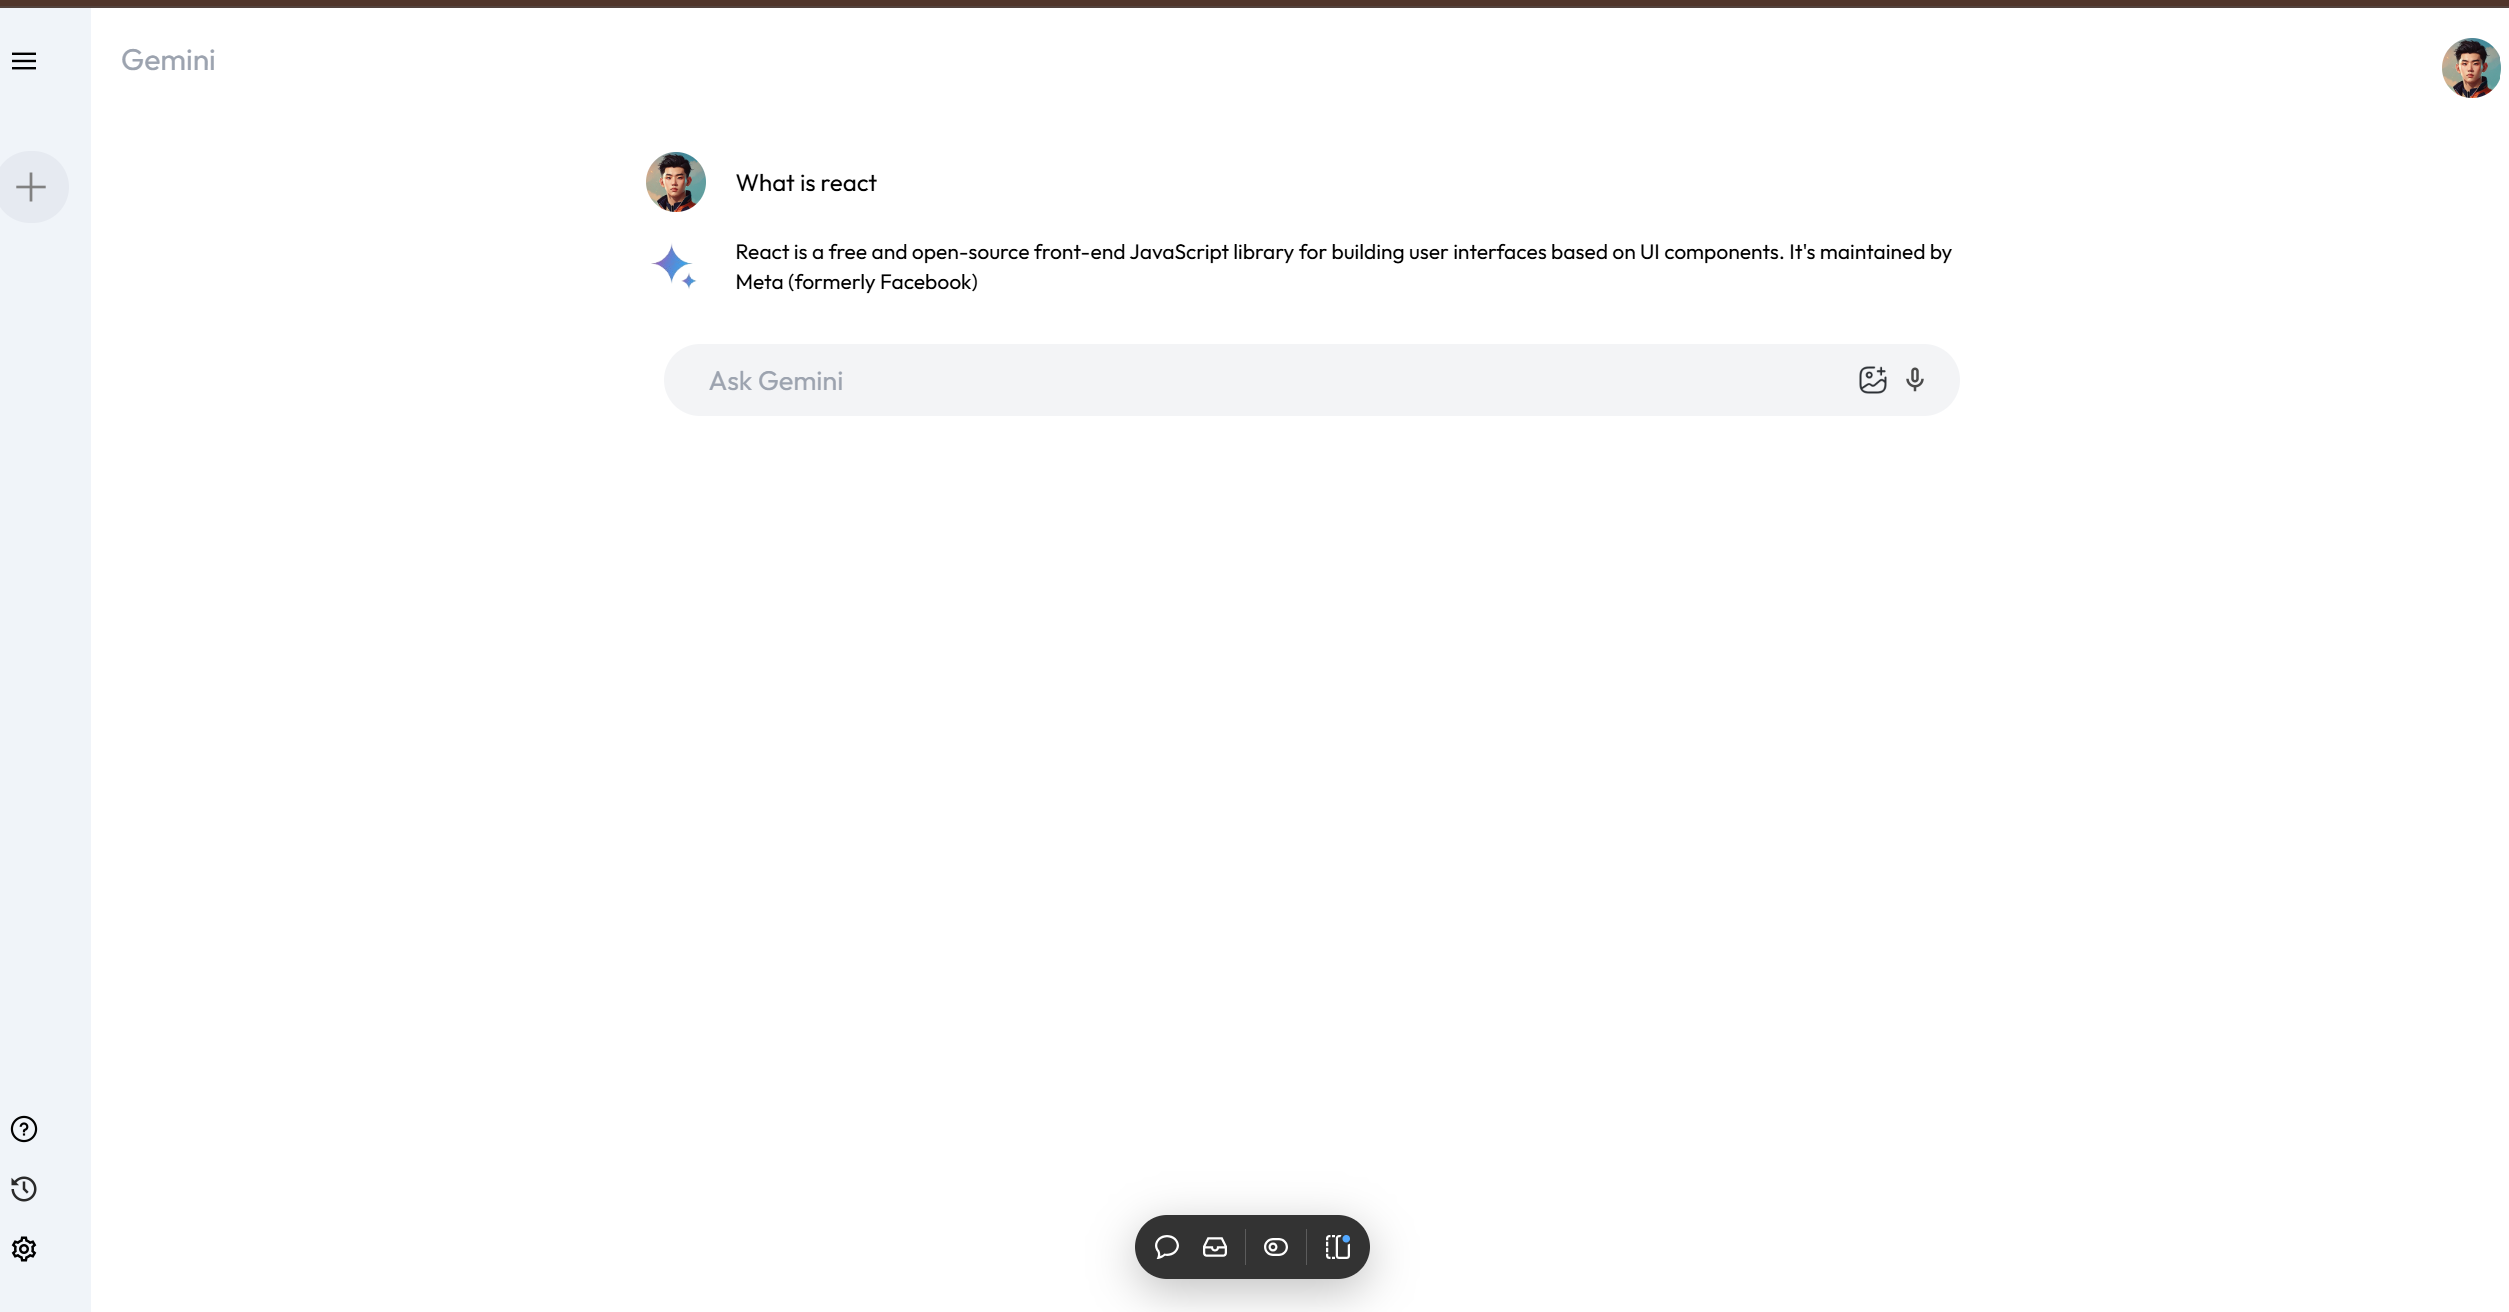 Gemini
What is react
React is a free and open-source front-end JavaScript library for building user interfaces based on UI components. It's maintained by
Meta (formerly Facebook)
Ask Gemini